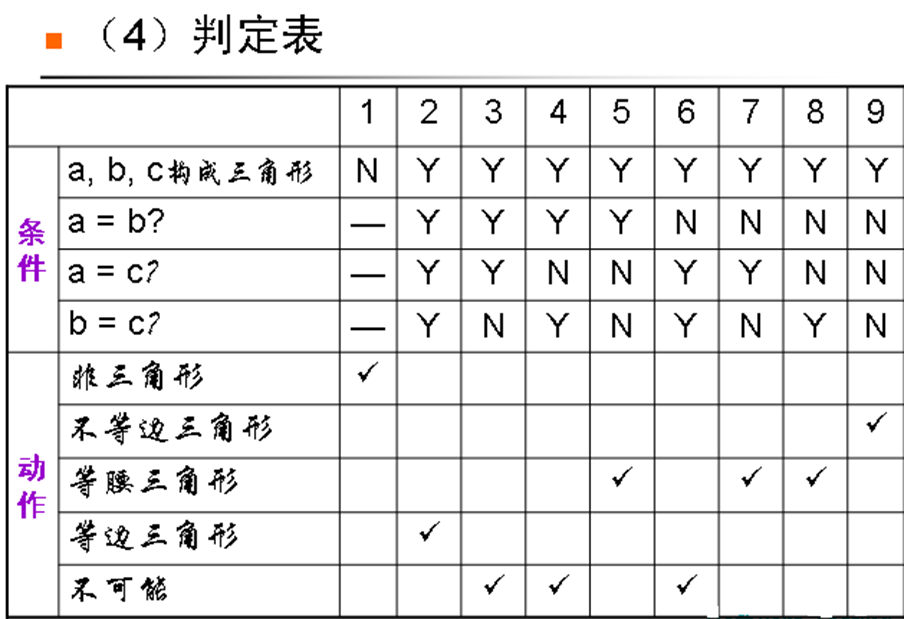 （4）判定表
1 2 3 4 5 6 7 8 9
条件
a, b, c构成三角形 N Y Y Y Y Y Y Y Y
a = b? — Y Y Y Y N N N N
a = c? — Y Y N N Y Y N N
b = c? — Y N Y N Y N Y N
动作
非三角形 ✓
不等边三角形 ✓
等腰三角形 ✓ ✓ ✓
等边三角形 ✓
不可能 ✓ ✓ ✓